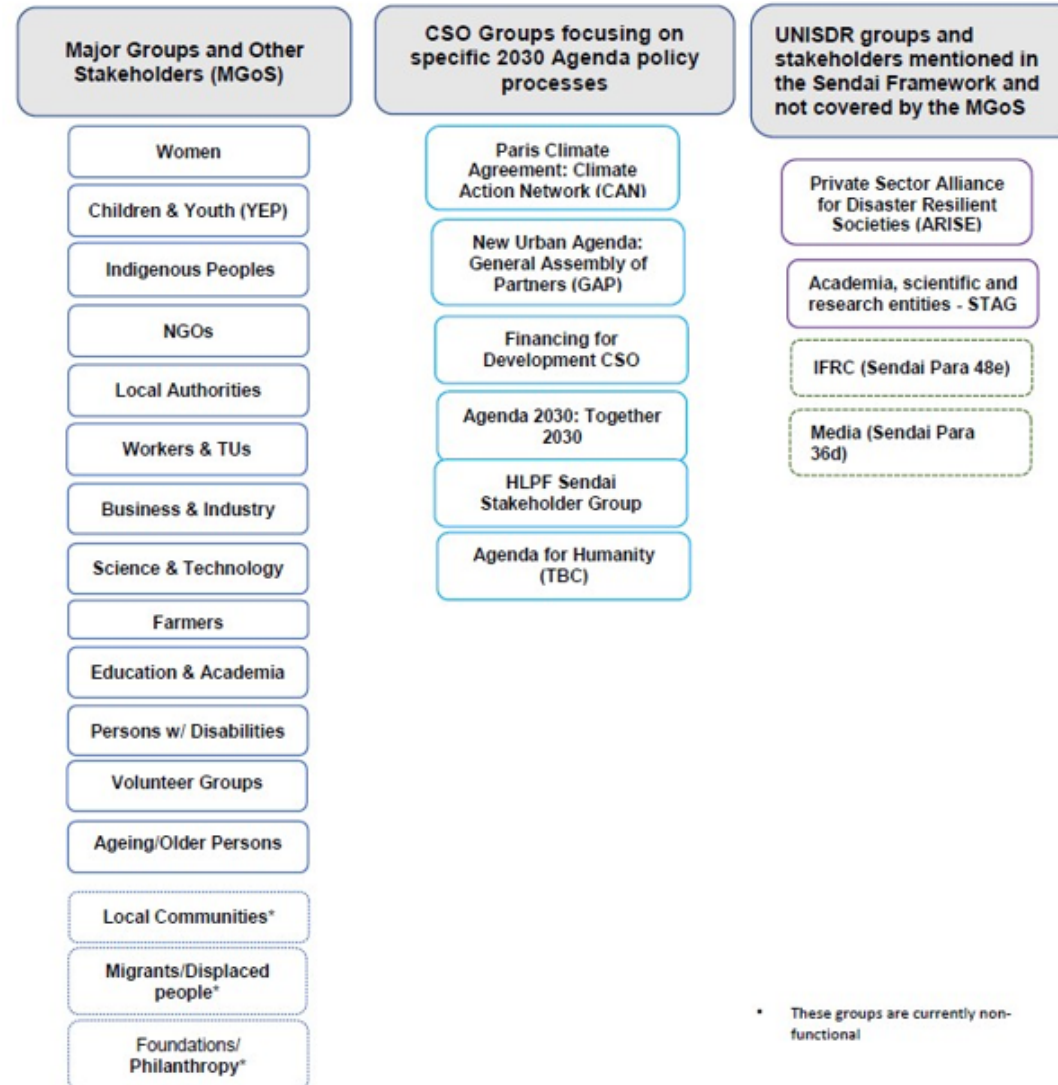 Major Groups and Other
Stakeholders (MGoS)
Women
Children & Youth (YEP)
Indigenous Peoples
NGOs
Local Authorities
Workers & TUs
Business & Industry
Science & Technology
Farmers
Education & Academia
Persons w/ Disabilities
Volunteer Groups
Ageing/Older Persons
Local Communities*
Migrants/Displaced
people*
Foundations/
Philanthropy*
CSO Groups focusing on
specific 2030 Agenda policy
processes
Paris Climate
Agreement: Climate
Action Network (CAN)
New Urban Agenda:
General Assembly of
Partners (GAP)
Financing for
Development CSO
Agenda 2030: Together
2030
HLPF Sendai
Stakeholder Group
Agenda for Humanity
(TBC)
UNISDR groups and
stakeholders mentioned in
the Sendai Framework and
not covered by the MGoS
Private Sector Alliance
for Disaster Resilient
Societies (ARISE)
Academia, scientific and
research entities - STAG
IFRC (Sendai Para 48e)
Media (Sendai Para
36d)
• These groups are currently non-
functional